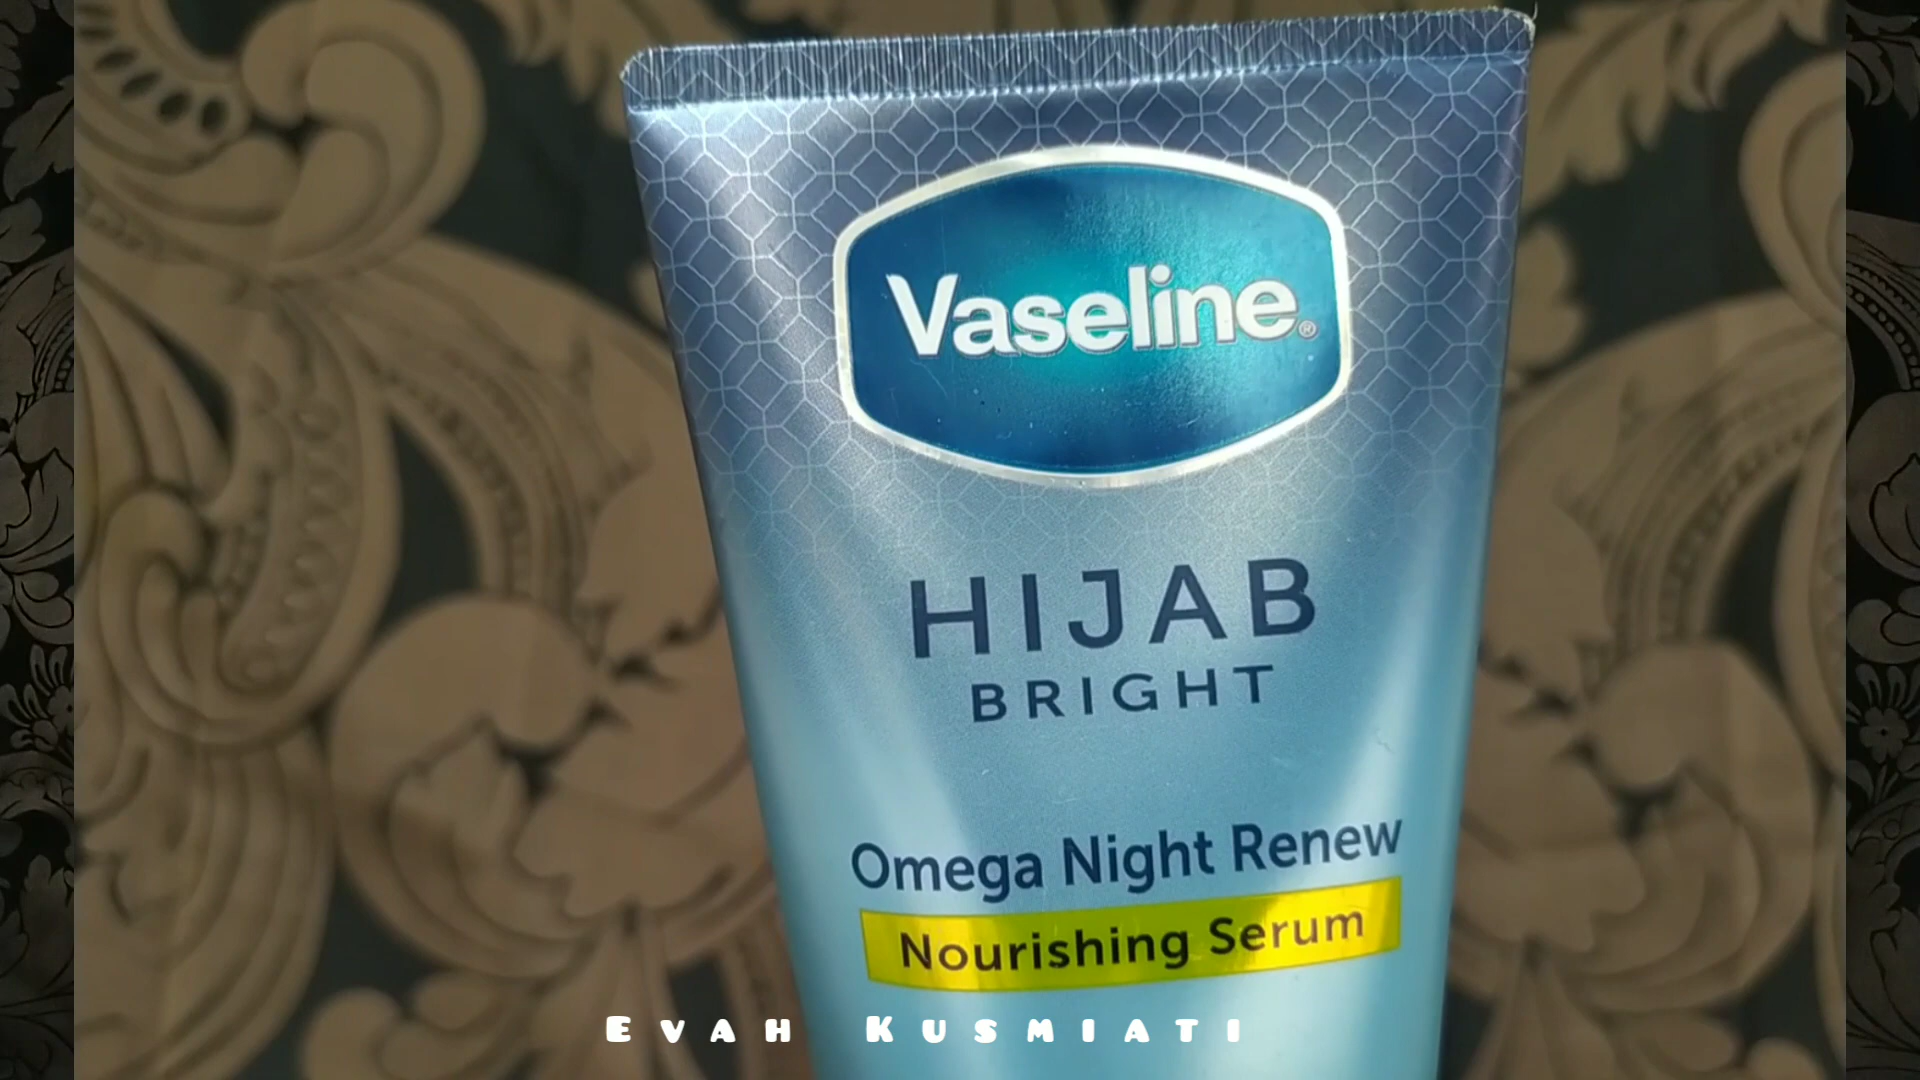 Vaseline®
HIJAB
BRIGHT
Omega Night Renew
Nourishing Serum
Evah Kusmiati